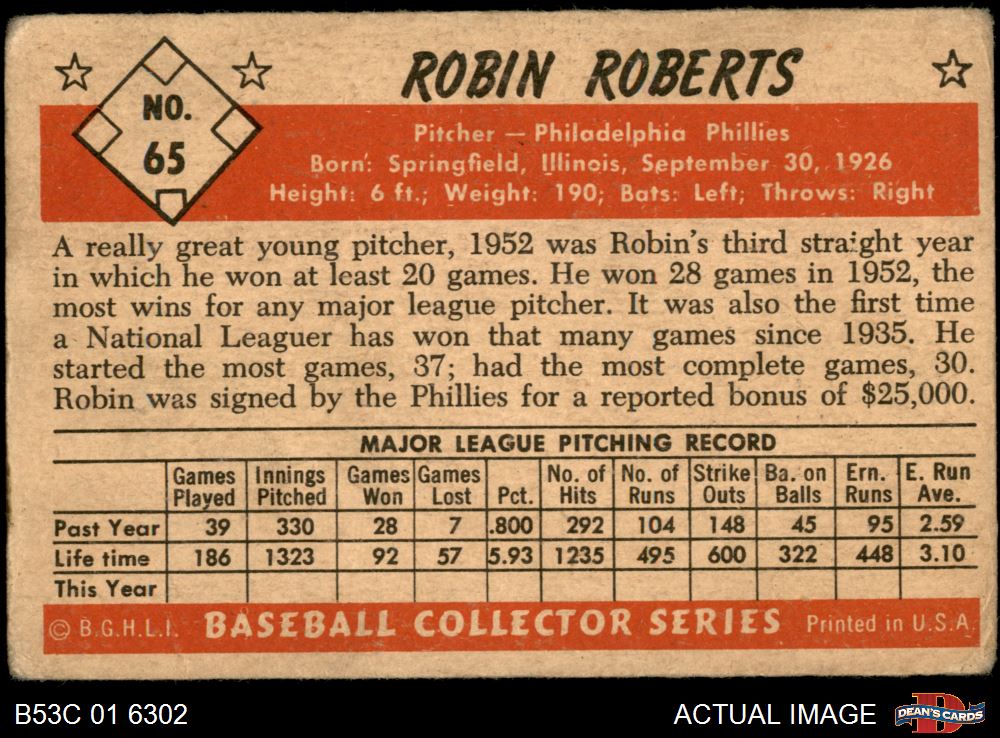 ROBIN ROBERTS
NO.
65
Pitcher — Philadelphia Phillies
Born: Springfield, Illinois, September 30, 1926
Height: 6 ft.; Weight: 190; Bats: Left; Throws: Right
A really great young pitcher, 1952 was Robin's third straight year
in which he won at least 20 games. He won 28 games in 1952, the
most wins for any major league pitcher. It was also the first time
a National Leaguer has won that many games since 1935. He
started the most games, 37; had the most complete games, 30.
Robin was signed by the Phillies for a reported bonus of $25,000.
MAJOR LEAGUE PITCHING RECORD
Games Played Innings Pitched Games Won Games Lost Pct. No. of Hits No. of Runs Strike Outs Ba. on Balls Ern. Runs E. Run Ave.
Past Year 39 330 28 7 .800 292 104 148 45 95 2.59
Life time 186 1323 92 57 5.93 1235 495 600 322 448 3.10
This Year
© B.G.H.L.I. BASEBALL COLLECTOR SERIES Printed in U.S.A.
B53C 01 6302 ACTUAL IMAGE DEAN'S CARDS